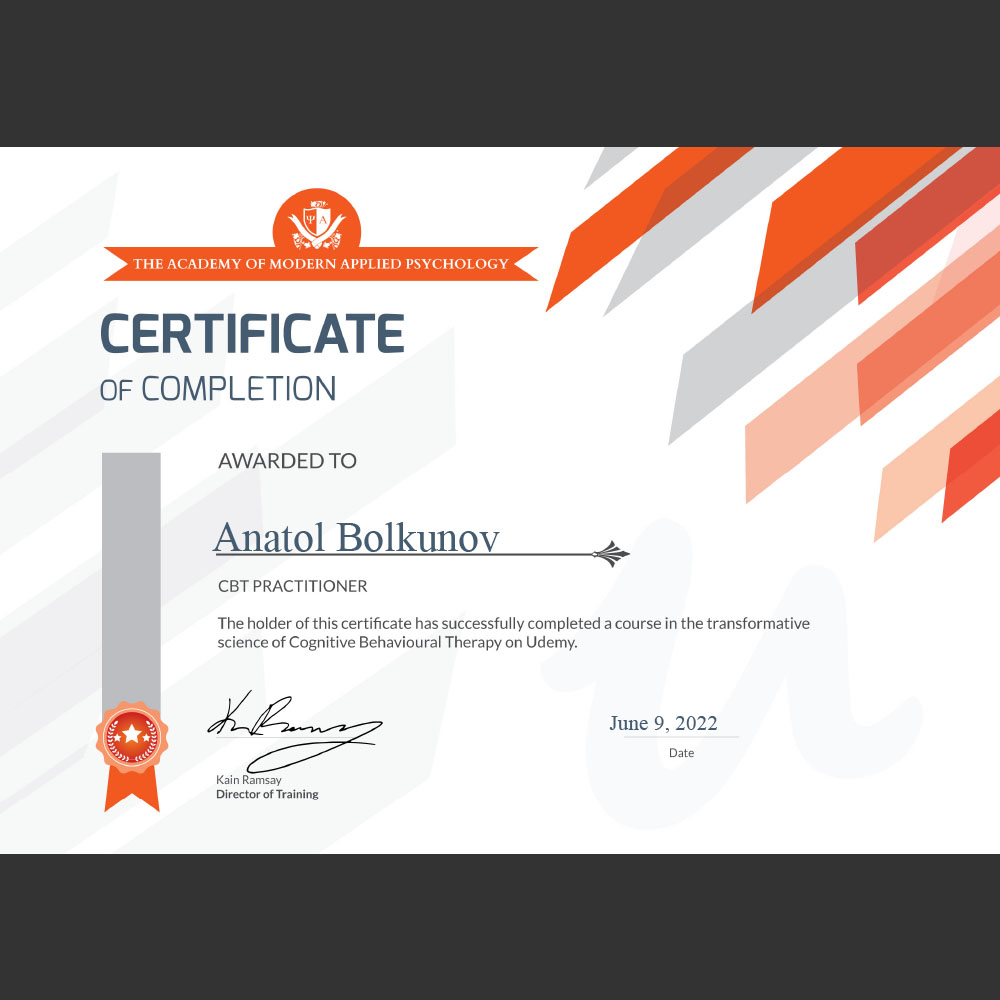 ΨA
THE ACADEMY OF MODERN APPLIED PSYCHOLOGY
CERTIFICATE
OF COMPLETION
AWARDED TO
Anatol Bolkunov
CBT PRACTITIONER
The holder of this certificate has successfully completed a course in the transformative
science of Cognitive Behavioural Therapy on Udemy.
June 9, 2022
Date
Kain Ramsay
Director of Training